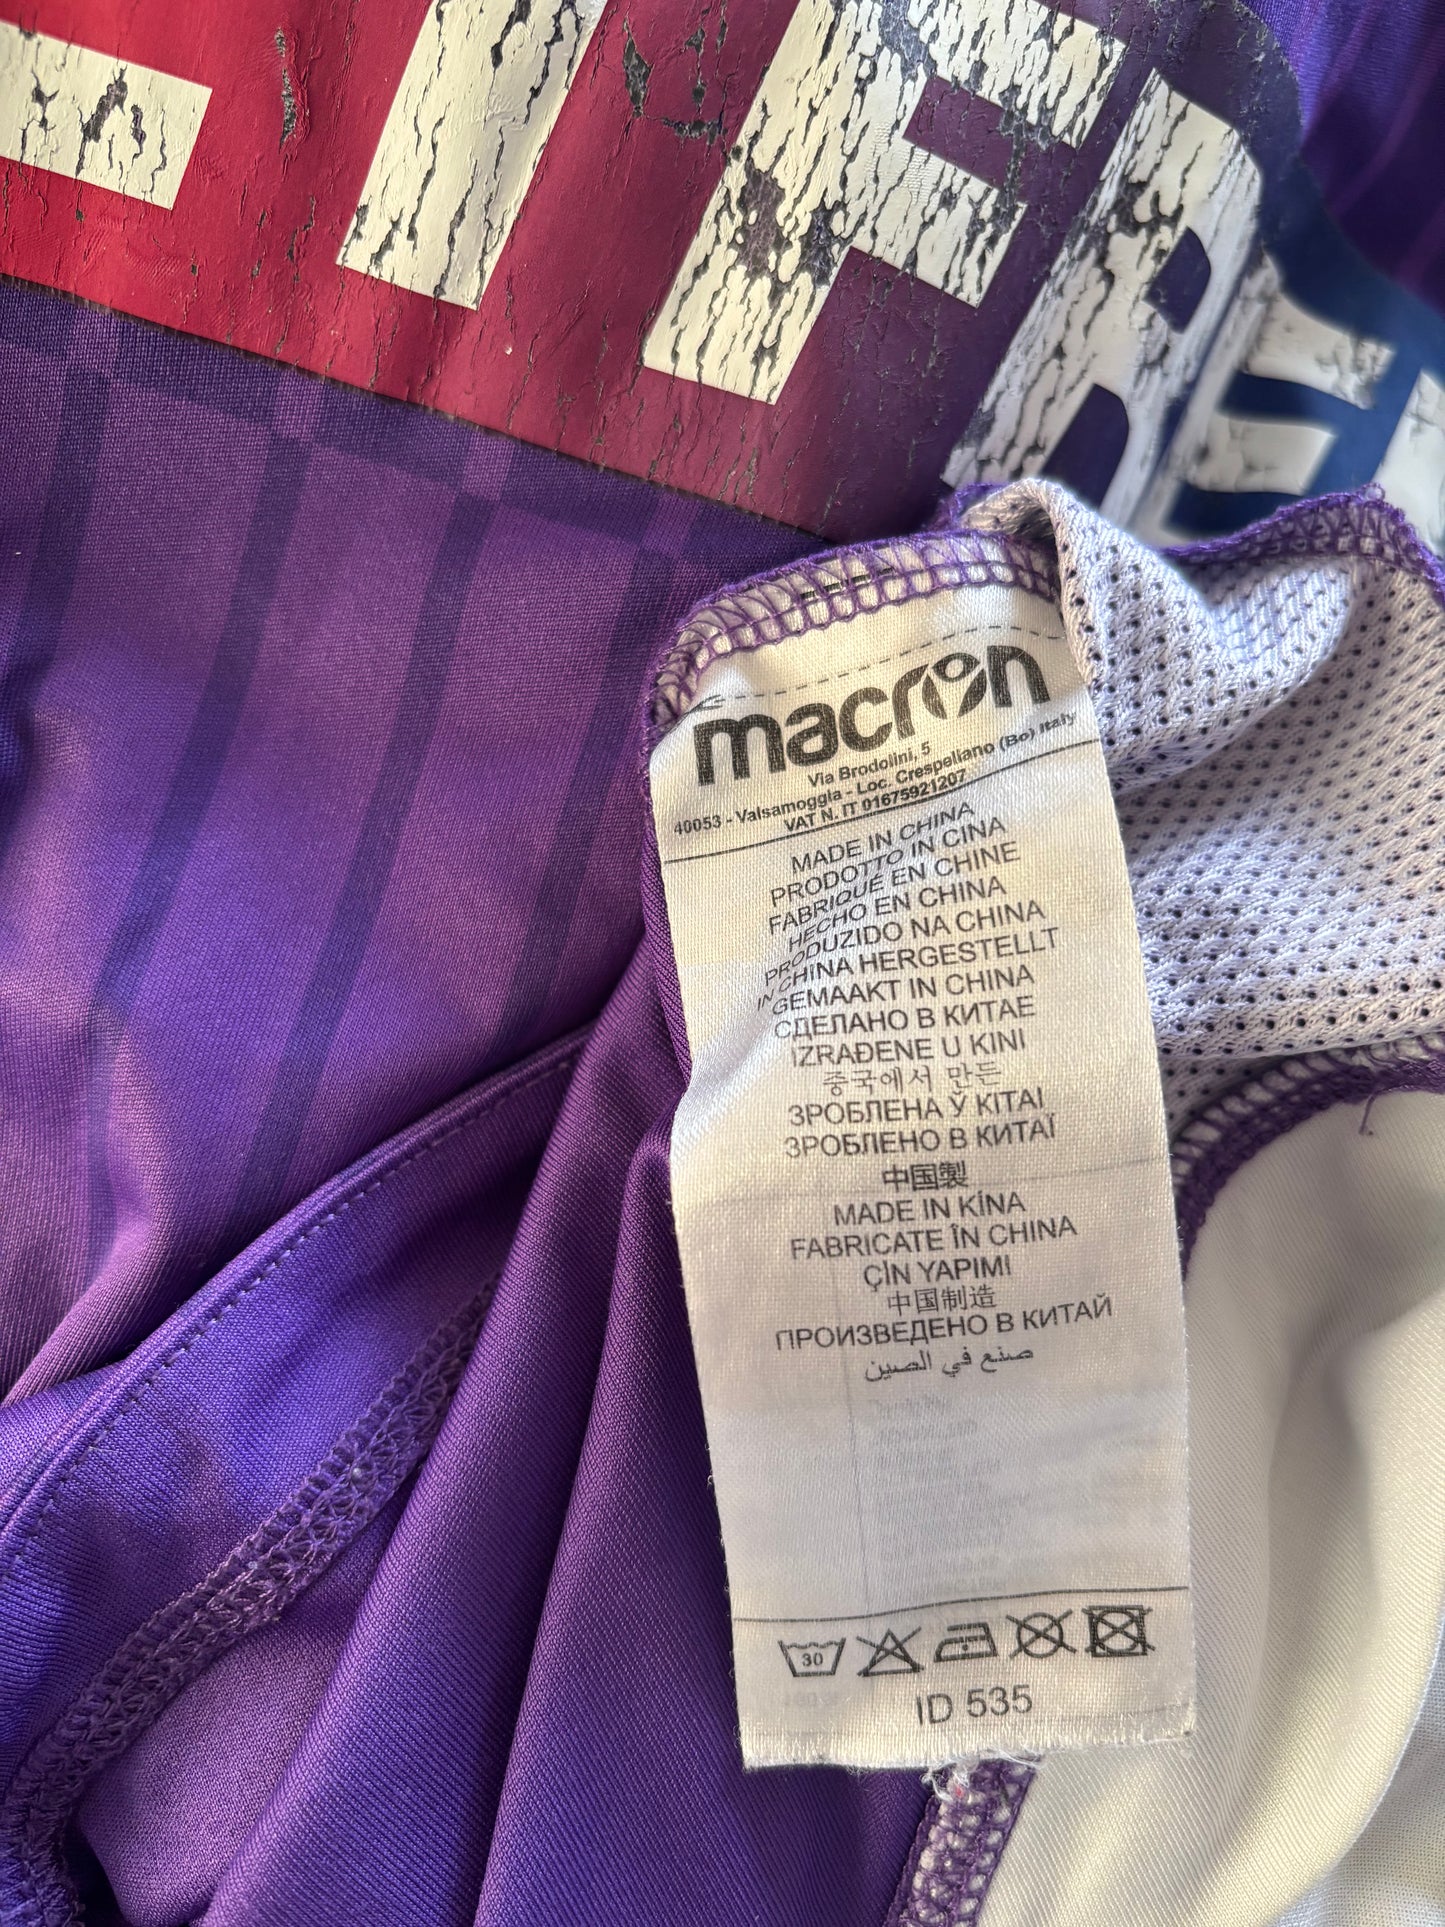 macron
Via Brodolini, 5
40053 - Valsamoggia - Loc. Crespellano (Bo) Italy
VAT N. IT 01675921207
MADE IN CHINA
PRODOTTO IN CINA
FABRIQUÉ EN CHINE
HECHO EN CHINA
PRODUZIDO NA CHINA
IN CHINA HERGESTELLT
GEMAAKT IN CHINA
СДЕЛАНО В КИТАЕ
IZRAĐENE U KINI
중국에서 만든
ЗРОБЛЕНА Ў КІТАІ
ЗРОБЛЕНО В КИТАЇ
中国製
MADE IN KÍNA
FABRICATE ÎN CHINA
ÇİN YAPIMI
中国制造
ПРОИЗВЕДЕНО В КИТАЙ
صنع في الصين
30
ID 535